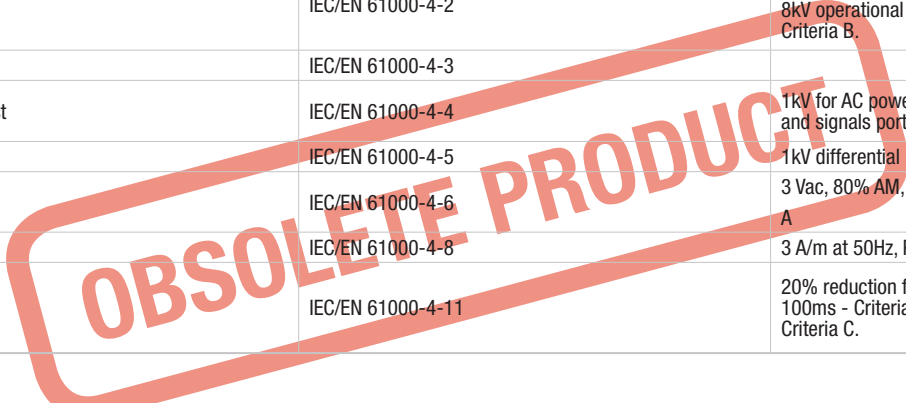 IEC/EN 61000-4-2
8kV operational
Criteria B.
IEC/EN 61000-4-3
IEC/EN 61000-4-4
1kV for AC powe
and signals port
IEC/EN 61000-4-5
1kV differential
IEC/EN 61000-4-6
3 Vac, 80% AM,
A
IEC/EN 61000-4-8
3 A/m at 50Hz,
IEC/EN 61000-4-11
20% reduction f
100ms - Criteria
Criteria C.
OBSOLETE PRODUCT